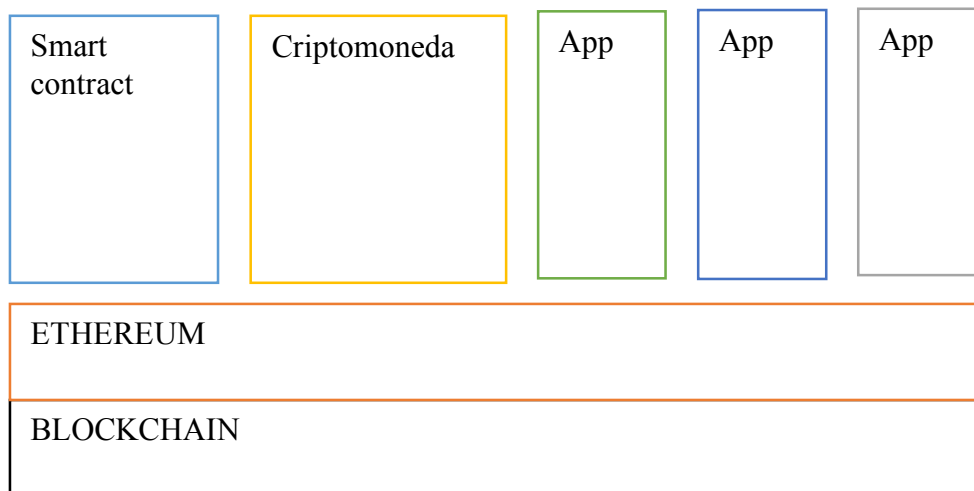 Smart
contract
Criptomoneda
App
App
App
ETHEREUM
BLOCKCHAIN